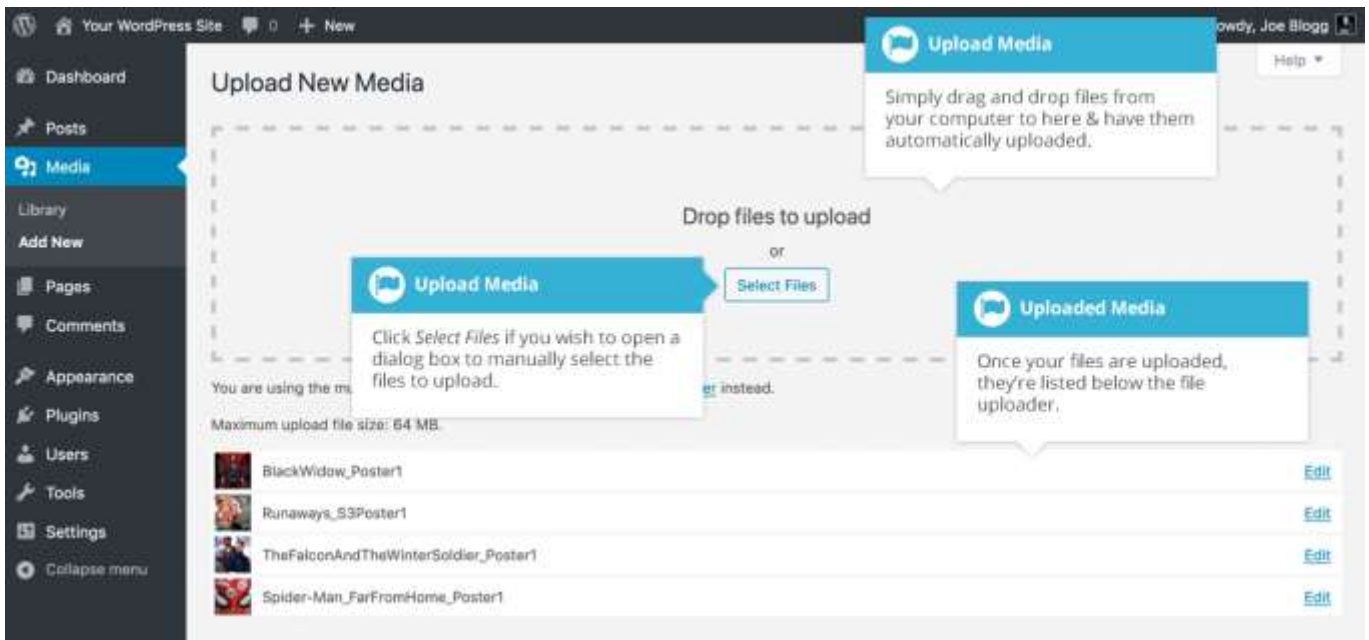 Your WordPress Site 0 + New
owdy, Joe Blogg
Help
Dashboard
Posts
Media
Library
Add New
Pages
Comments
Appearance
Plugins
Users
Tools
Settings
Collapse menu
Upload New Media
Upload Media
Simply drag and drop files from
your computer to here & have them
automatically uploaded.
Drop files to upload
or
Select Files
Upload Media
Click Select Files if you wish to open a
dialog box to manually select the
files to upload.
Uploaded Media
Once your files are uploaded,
they're listed below the file
uploader.
You are using the mu er instead.
Maximum upload file size: 64 MB.
BlackWidow_Poster1 Edit
Runaways_S3Poster1 Edit
TheFalconAndTheWinterSoldier_Poster1 Edit
Spider-Man_FarFromHome_Poster1 Edit